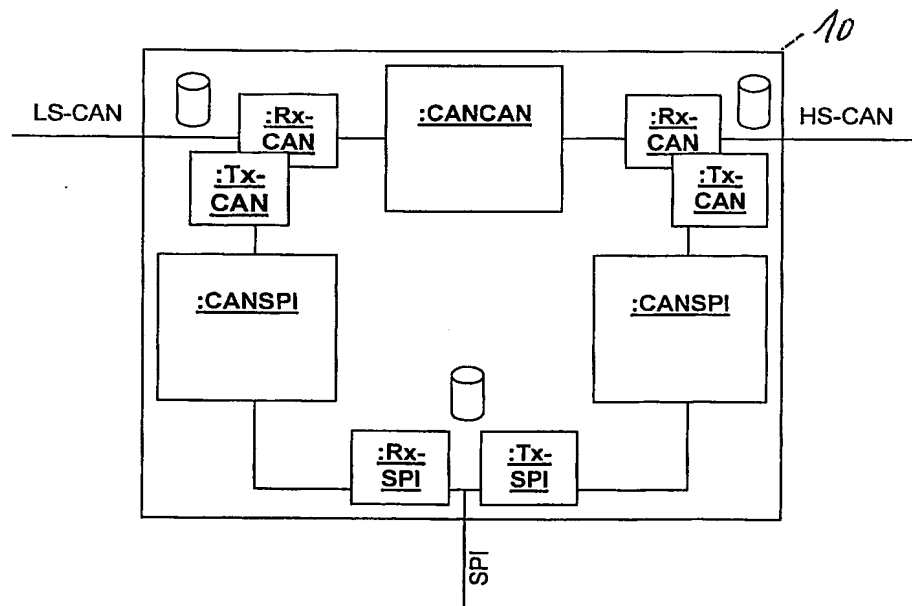 10
LS-CAN
:Rx-
CAN
:CANCAN
:Rx-
CAN
HS-CAN
:Tx-
CAN
:Tx-
CAN
:CANSPI
:CANSPI
:Rx-
SPI
:Tx-
SPI
SPI